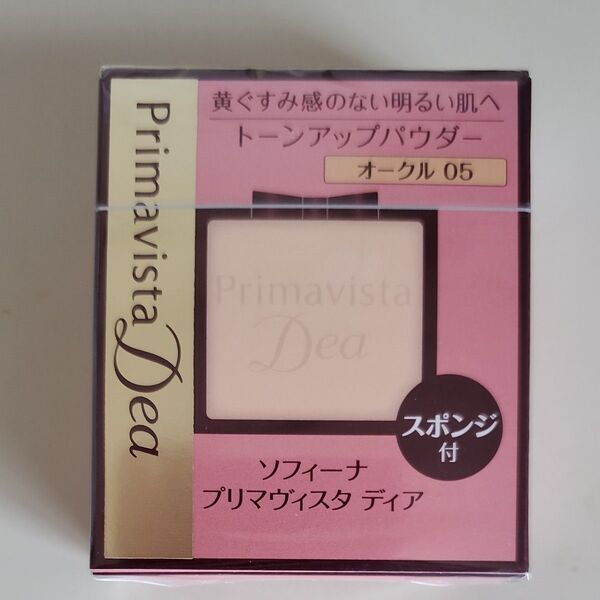 Primavista Dea
黄ぐすみ感のない明るい肌へ
トーンアップパウダー
オークル 05
Primavista
Dea
スポンジ
付
ソフィーナ
プリマヴィスタ ディア